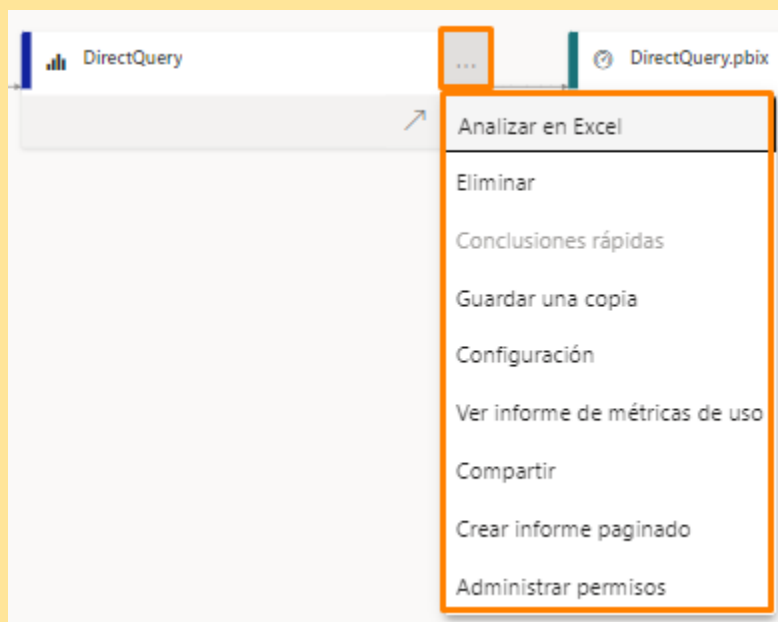 DirectQuery
...
DirectQuery.pbix
Analizar en Excel
Eliminar
Conclusiones rápidas
Guardar una copia
Configuración
Ver informe de métricas de uso
Compartir
Crear informe paginado
Administrar permisos